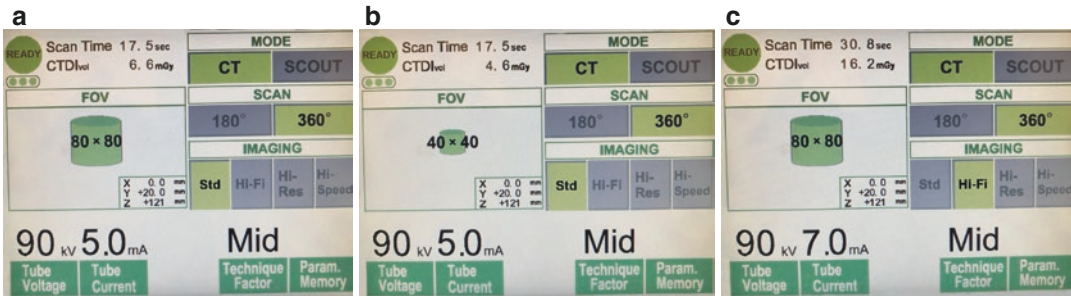 a
READY
Scan Time 17.5sec
CTDIvol 6.6mGy
MODE
CT
SCOUT
FOV
80 × 80
X 0.0 mm
Y +20.0 mm
Z +121 mm
SCAN
180°
360°
IMAGING
Std
Hi-Fi
Hi-Res
Hi-Speed
90 kV 5.0mA
Mid
Tube Voltage
Tube Current
Technique Factor
Param. Memory
b
READY
Scan Time 17.5sec
CTDIvol 4.6mGy
MODE
CT
SCOUT
FOV
40 × 40
X 0.0 mm
Y +20.0 mm
Z +121 mm
SCAN
180°
360°
IMAGING
Std
Hi-Fi
Hi-Res
Hi-Speed
90 kV 5.0mA
Mid
Tube Voltage
Tube Current
Technique Factor
Param. Memory
c
READY
Scan Time 30.8sec
CTDIvol 16.2mGy
MODE
CT
SCOUT
FOV
80 × 80
X 0.0 mm
Y +20.0 mm
Z +121 mm
SCAN
180°
360°
IMAGING
Std
Hi-Fi
Hi-Res
Hi-Speed
90 kV 7.0mA
Mid
Tube Voltage
Tube Current
Technique Factor
Param. Memory